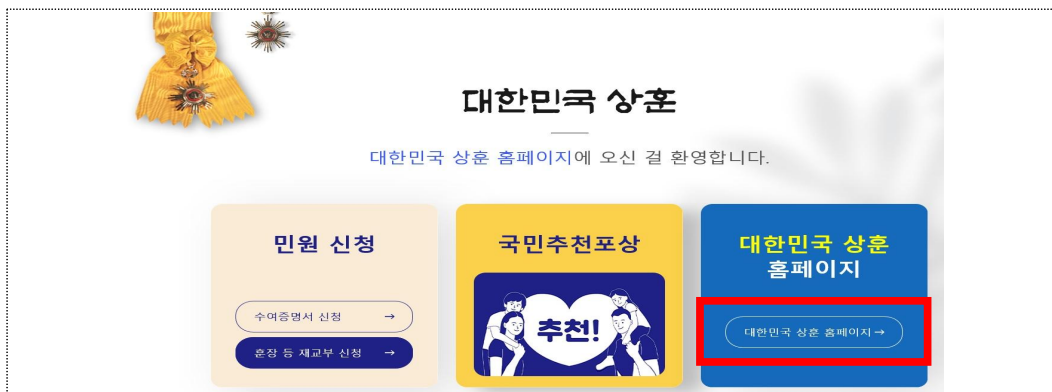 대한민국 상훈
대한민국 상훈 홈페이지에 오신 걸 환영합니다.
민원 신청
수여증명서 신청 →
훈장 등 재교부 신청 →
국민추천포상
추천!
대한민국 상훈
홈페이지
대한민국 상훈 홈페이지 →